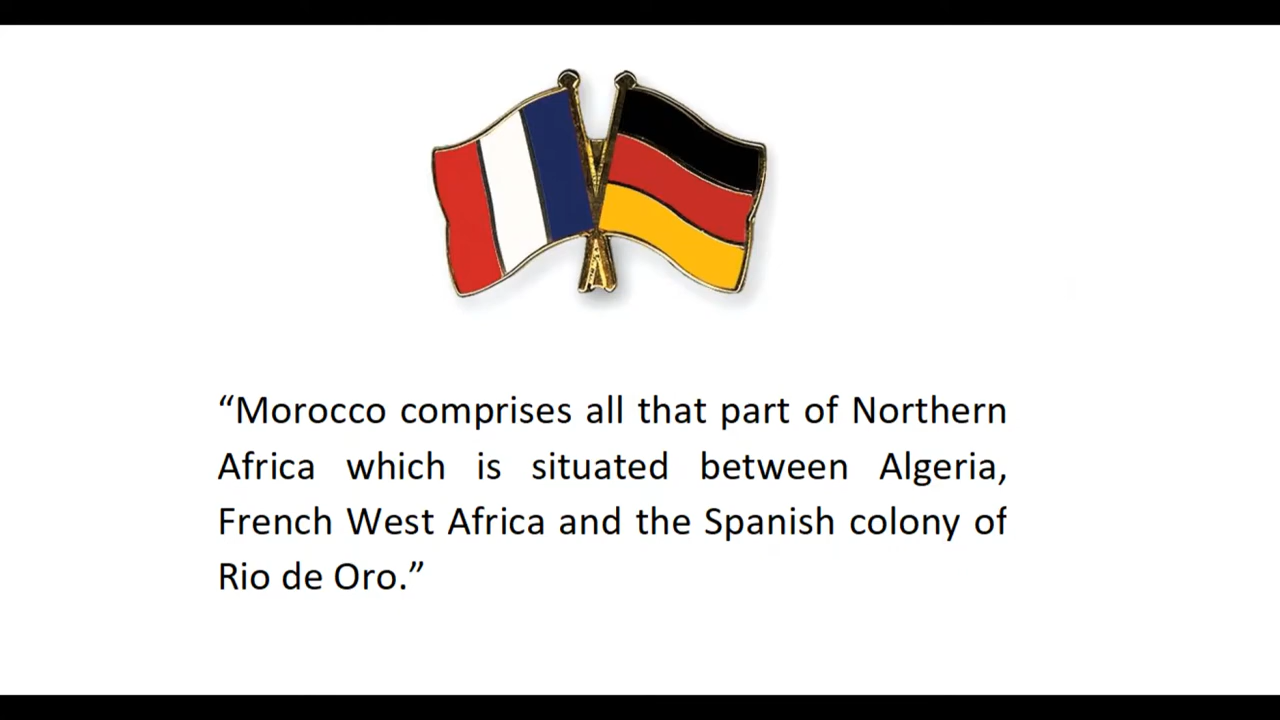 “Morocco comprises all that part of Northern
Africa which is situated between Algeria,
French West Africa and the Spanish colony of
Rio de Oro.”